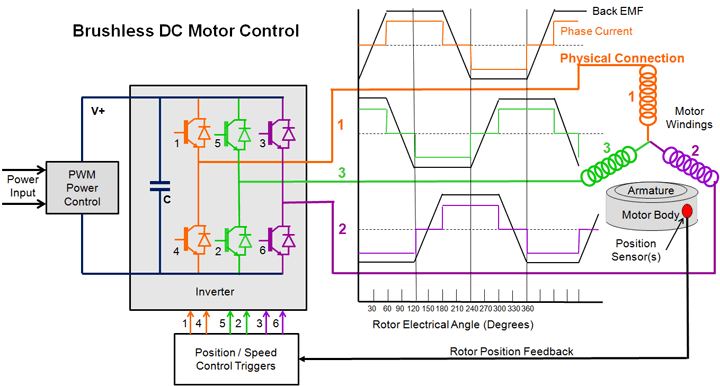 Brushless DC Motor Control
Back EMF
Phase Current
Physical Connection
V+
1
5
3
1
1
Motor
Windings
3
2
Power
Input
PWM
Power
Control
C
3
Armature
Motor Body
4
2
6
2
Position
Sensor(s)
Inverter
30 60 90 120 150 180 210 240 270 300 330 360
Rotor Electrical Angle (Degrees)
1 4 5 2 3 6
Position / Speed
Control Triggers
Rotor Position Feedback